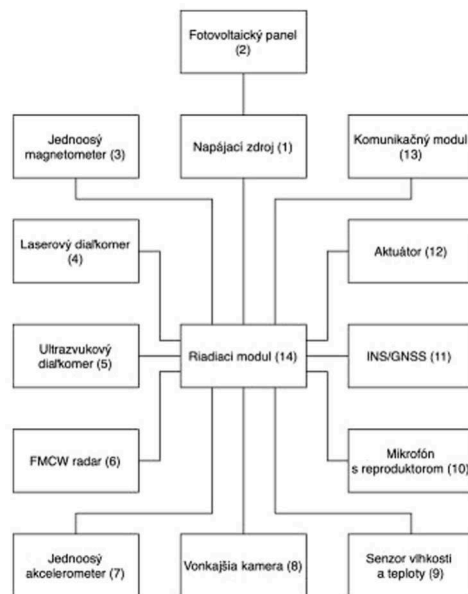 Fotovoltaický panel
(2)
Jednoosý
magnetometer (3)
Napájací zdroj (1)
Komunikačný modul
(13)
Laserový diaľkomer
(4)
Aktuátor (12)
Ultrazvukový
diaľkomer (5)
Riadiaci modul (14)
INS/GNSS (11)
FMCW radar (6)
Mikrofón
s reproduktorom (10)
Jednoosý
akcelerometer (7)
Vonkajšia kamera (8)
Senzor vlhkosti
a teploty (9)